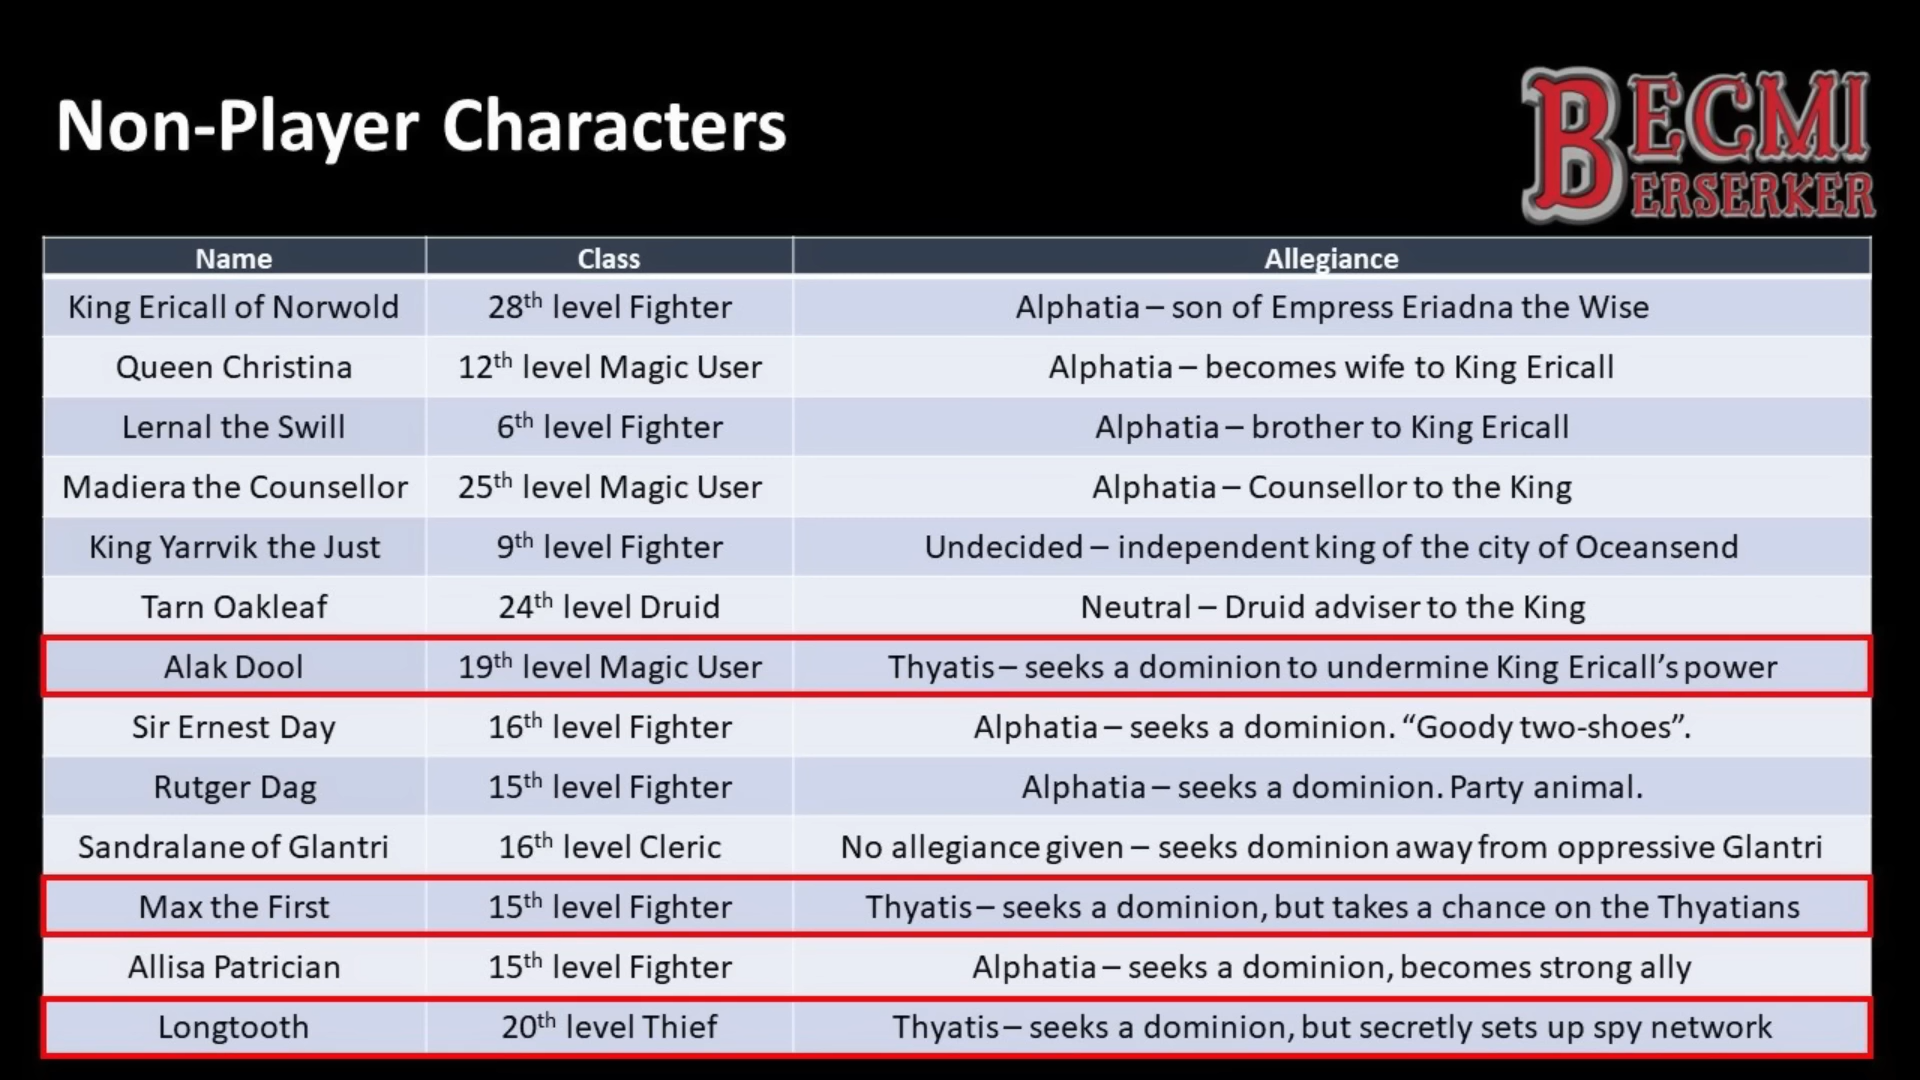 Non-Player Characters
BECMI
BERSERKER
Name Class Allegiance
King Ericall of Norwold 28th level Fighter Alphatia – son of Empress Eriadna the Wise
Queen Christina 12th level Magic User Alphatia – becomes wife to King Ericall
Lernal the Swill 6th level Fighter Alphatia – brother to King Ericall
Madiera the Counsellor 25th level Magic User Alphatia – Counsellor to the King
King Yarrvik the Just 9th level Fighter Undecided – independent king of the city of Oceansend
Tarn Oakleaf 24th level Druid Neutral – Druid adviser to the King
Alak Dool 19th level Magic User Thyatis – seeks a dominion to undermine King Ericall’s power
Sir Ernest Day 16th level Fighter Alphatia – seeks a dominion. “Goody two-shoes”.
Rutger Dag 15th level Fighter Alphatia – seeks a dominion. Party animal.
Sandralane of Glantri 16th level Cleric No allegiance given – seeks dominion away from oppressive Glantri
Max the First 15th level Fighter Thyatis – seeks a dominion, but takes a chance on the Thyatians
Allisa Patrician 15th level Fighter Alphatia – seeks a dominion, becomes strong ally
Longtooth 20th level Thief Thyatis – seeks a dominion, but secretly sets up spy network